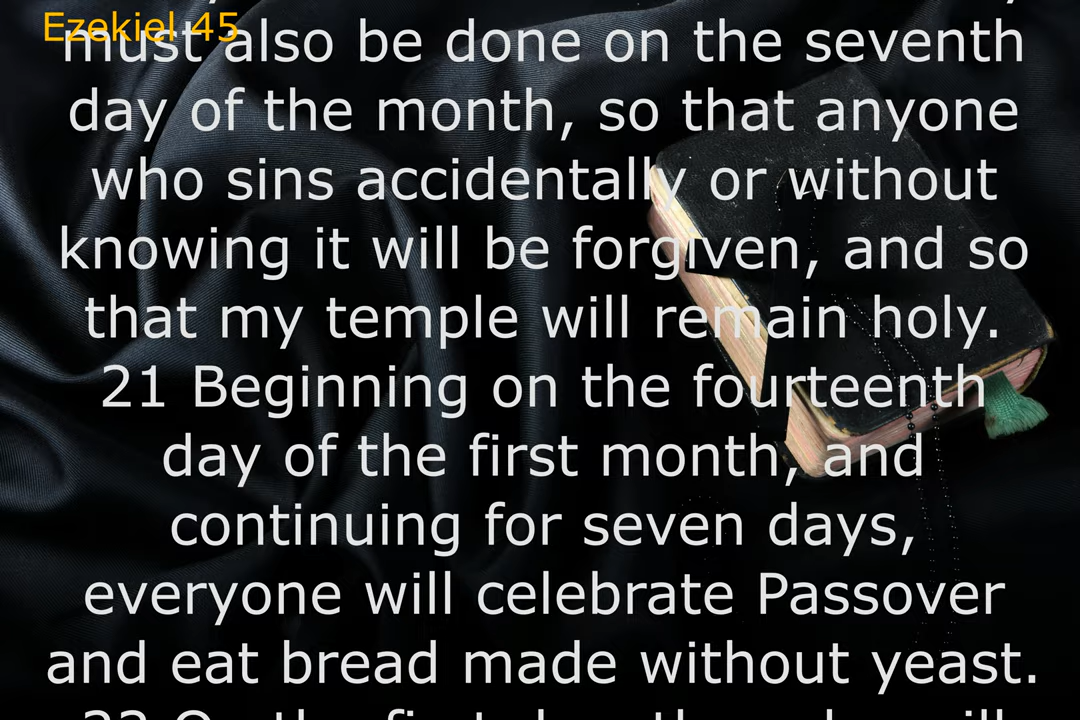 Ezekiel 45
must also be done on the seventh
day of the month, so that anyone
who sins accidentally or without
knowing it will be forgiven, and so
that my temple will remain holy.
21 Beginning on the fourteenth
day of the first month, and
continuing for seven days,
everyone will celebrate Passover
and eat bread made without yeast.